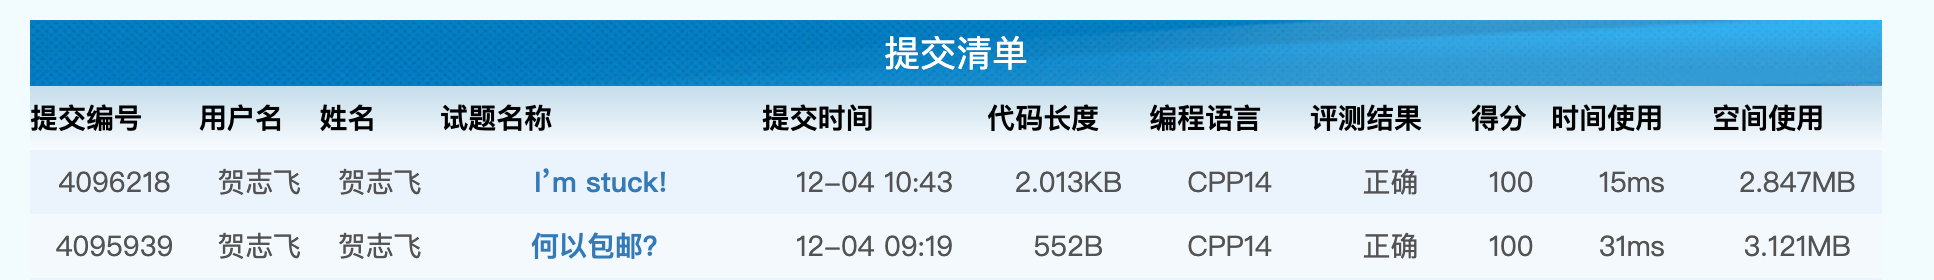 提交清单
提交编号 用户名 姓名 试题名称 提交时间 代码长度 编程语言 评测结果 得分 时间使用 空间使用
4096218 贺志飞 贺志飞 I’m stuck! 12-04 10:43 2.013KB CPP14 正确 100 15ms 2.847MB
4095939 贺志飞 贺志飞 何以包邮? 12-04 09:19 552B CPP14 正确 100 31ms 3.121MB